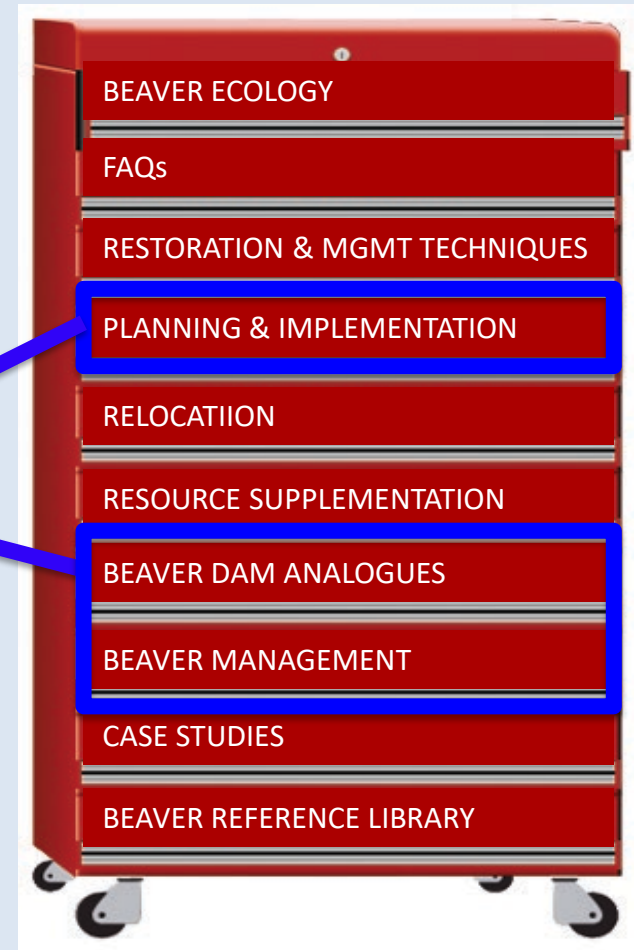 BEAVER ECOLOGY
FAQs
RESTORATION & MGMT TECHNIQUES
PLANNING & IMPLEMENTATION
RELOCATIION
RESOURCE SUPPLEMENTATION
BEAVER DAM ANALOGUES
BEAVER MANAGEMENT
CASE STUDIES
BEAVER REFERENCE LIBRARY